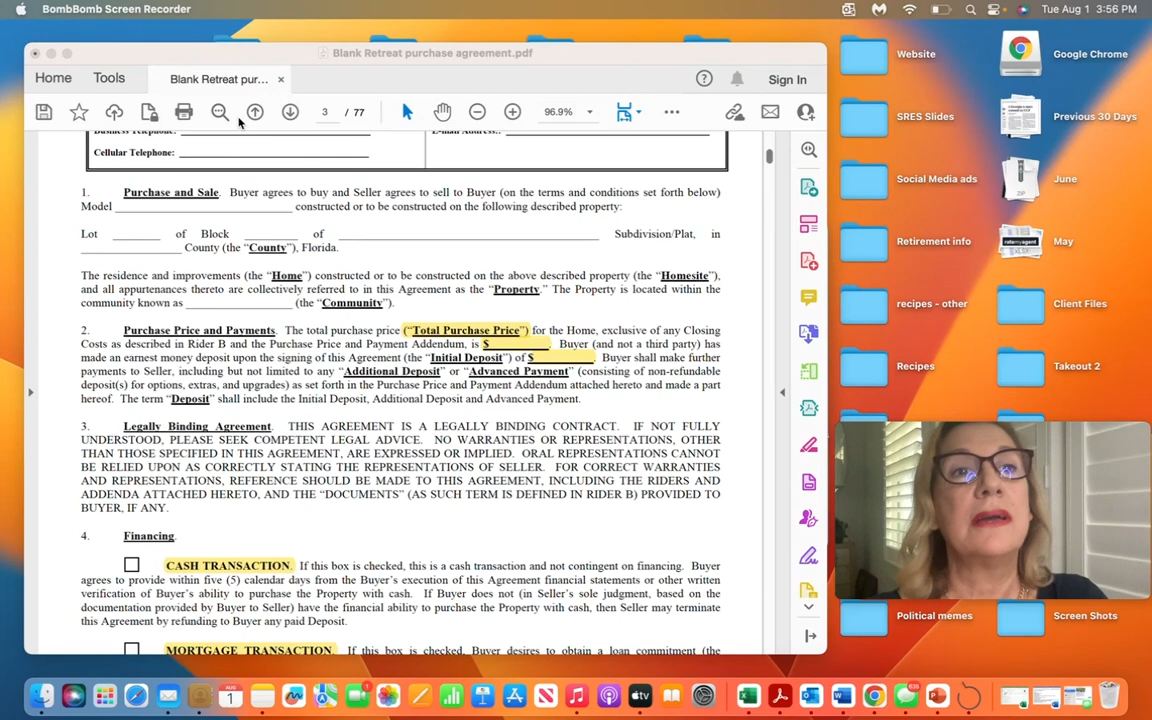 BombBomb Screen Recorder
Tue Aug 1 3:56 PM
Blank Retreat purchase agreement.pdf
Home Tools Blank Retreat pur... × Sign In
3 / 77 96.9%
Business Telephone: E-mail Address:
Cellular Telephone:
1. Purchase and Sale. Buyer agrees to buy and Seller agrees to sell to Buyer (on the terms and conditions set forth below)
Model ____ constructed or to be constructed on the following described property:
Lot ____ of Block ____ of ____ Subdivision/Plat, in
____ County (the “County”), Florida.
The residence and improvements (the “Home”) constructed or to be constructed on the above described property (the “Homesite”),
and all appurtenances thereto are collectively referred to in this Agreement as the “Property.” The Property is located within the
community known as ____ (the “Community”).
2. Purchase Price and Payments. The total purchase price (“Total Purchase Price”) for the Home, exclusive of any Closing
Costs as described in Rider B and the Purchase Price and Payment Addendum, is $____. Buyer (and not a third party) has
made an earnest money deposit upon the signing of this Agreement (the “Initial Deposit”) of $____. Buyer shall make further
payments to Seller, including but not limited to any “Additional Deposit” or “Advanced Payment” (consisting of non-refundable
deposit(s) for options, extras, and upgrades) as set forth in the Purchase Price and Payment Addendum attached hereto and made a part
hereof. The term “Deposit” shall include the Initial Deposit, Additional Deposit and Advanced Payment.
3. Legally Binding Agreement. THIS AGREEMENT IS A LEGALLY BINDING CONTRACT. IF NOT FULLY
UNDERSTOOD, PLEASE SEEK COMPETENT LEGAL ADVICE. NO WARRANTIES OR REPRESENTATIONS, OTHER
THAN THOSE SPECIFIED IN THIS AGREEMENT, ARE EXPRESSED OR IMPLIED. ORAL REPRESENTATIONS CANNOT
BE RELIED UPON AS CORRECTLY STATING THE REPRESENTATIONS OF SELLER. FOR CORRECT WARRANTIES
AND REPRESENTATIONS, REFERENCE SHOULD BE MADE TO THIS AGREEMENT, INCLUDING THE RIDERS AND
ADDENDA ATTACHED HERETO, AND THE “DOCUMENTS” (AS SUCH TERM IS DEFINED IN RIDER B) PROVIDED TO
BUYER, IF ANY.
4. Financing.
CASH TRANSACTION. If this box is checked, this is a cash transaction and not contingent on financing. Buyer
agrees to provide within five (5) calendar days from the Buyer’s execution of this Agreement financial statements or other written
verification of Buyer’s ability to purchase the Property with cash. If Buyer does not (in Seller’s sole judgment, based on the
documentation provided by Buyer to Seller) have the financial ability to purchase the Property with cash, then Seller may terminate
this Agreement by refunding to Buyer any paid Deposit.
MORTGAGE TRANSACTION. If this box is checked, Buyer desires to obtain a loan commitment (the
Website
Google Chrome
SRES Slides
Previous 30 Days
Social Media ads
ZIP
June
Retirement info
ratemyagent
May
recipes - other
Client Files
Recipes
Takeout 2
Political memes
Screen Shots
AUG
1
1
tv
635